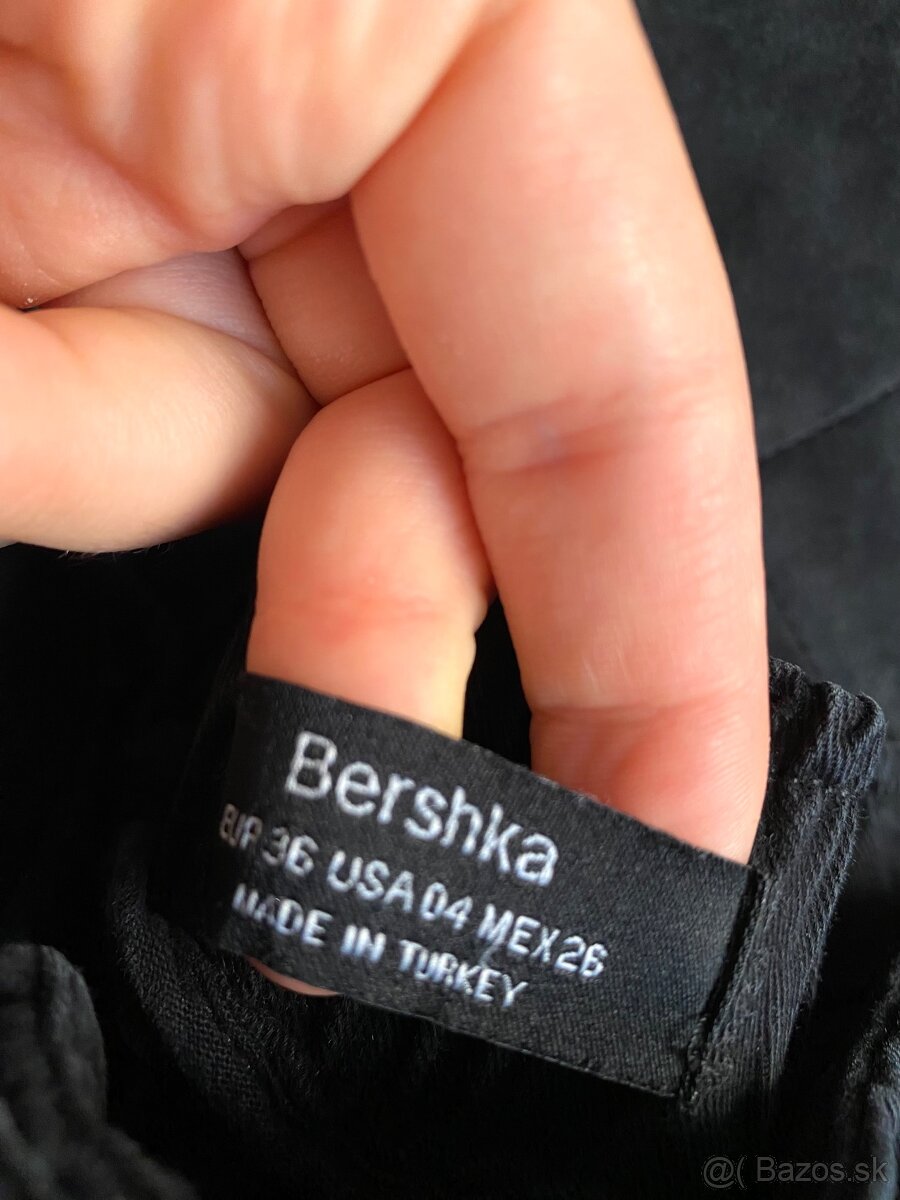 Bershka
EUR 36 USA 04 MEX 26
MADE IN TURKEY
@( Bazos.sk